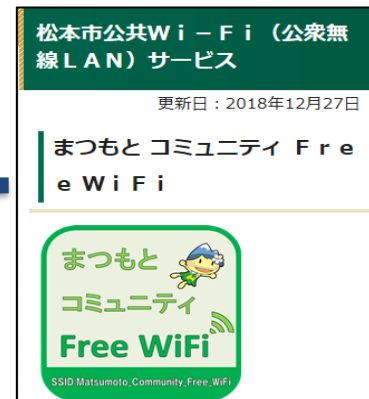 松本市公共Ｗｉ－Ｆｉ（公衆無
線ＬＡＮ）サービス
更新日：2018年12月27日
まつもと コミュニティ Ｆｒｅ
ｅ ＷｉＦｉ
まつもと
コミュニティ
Free WiFi
SSID:Matsumoto_Community_Free_WiFi